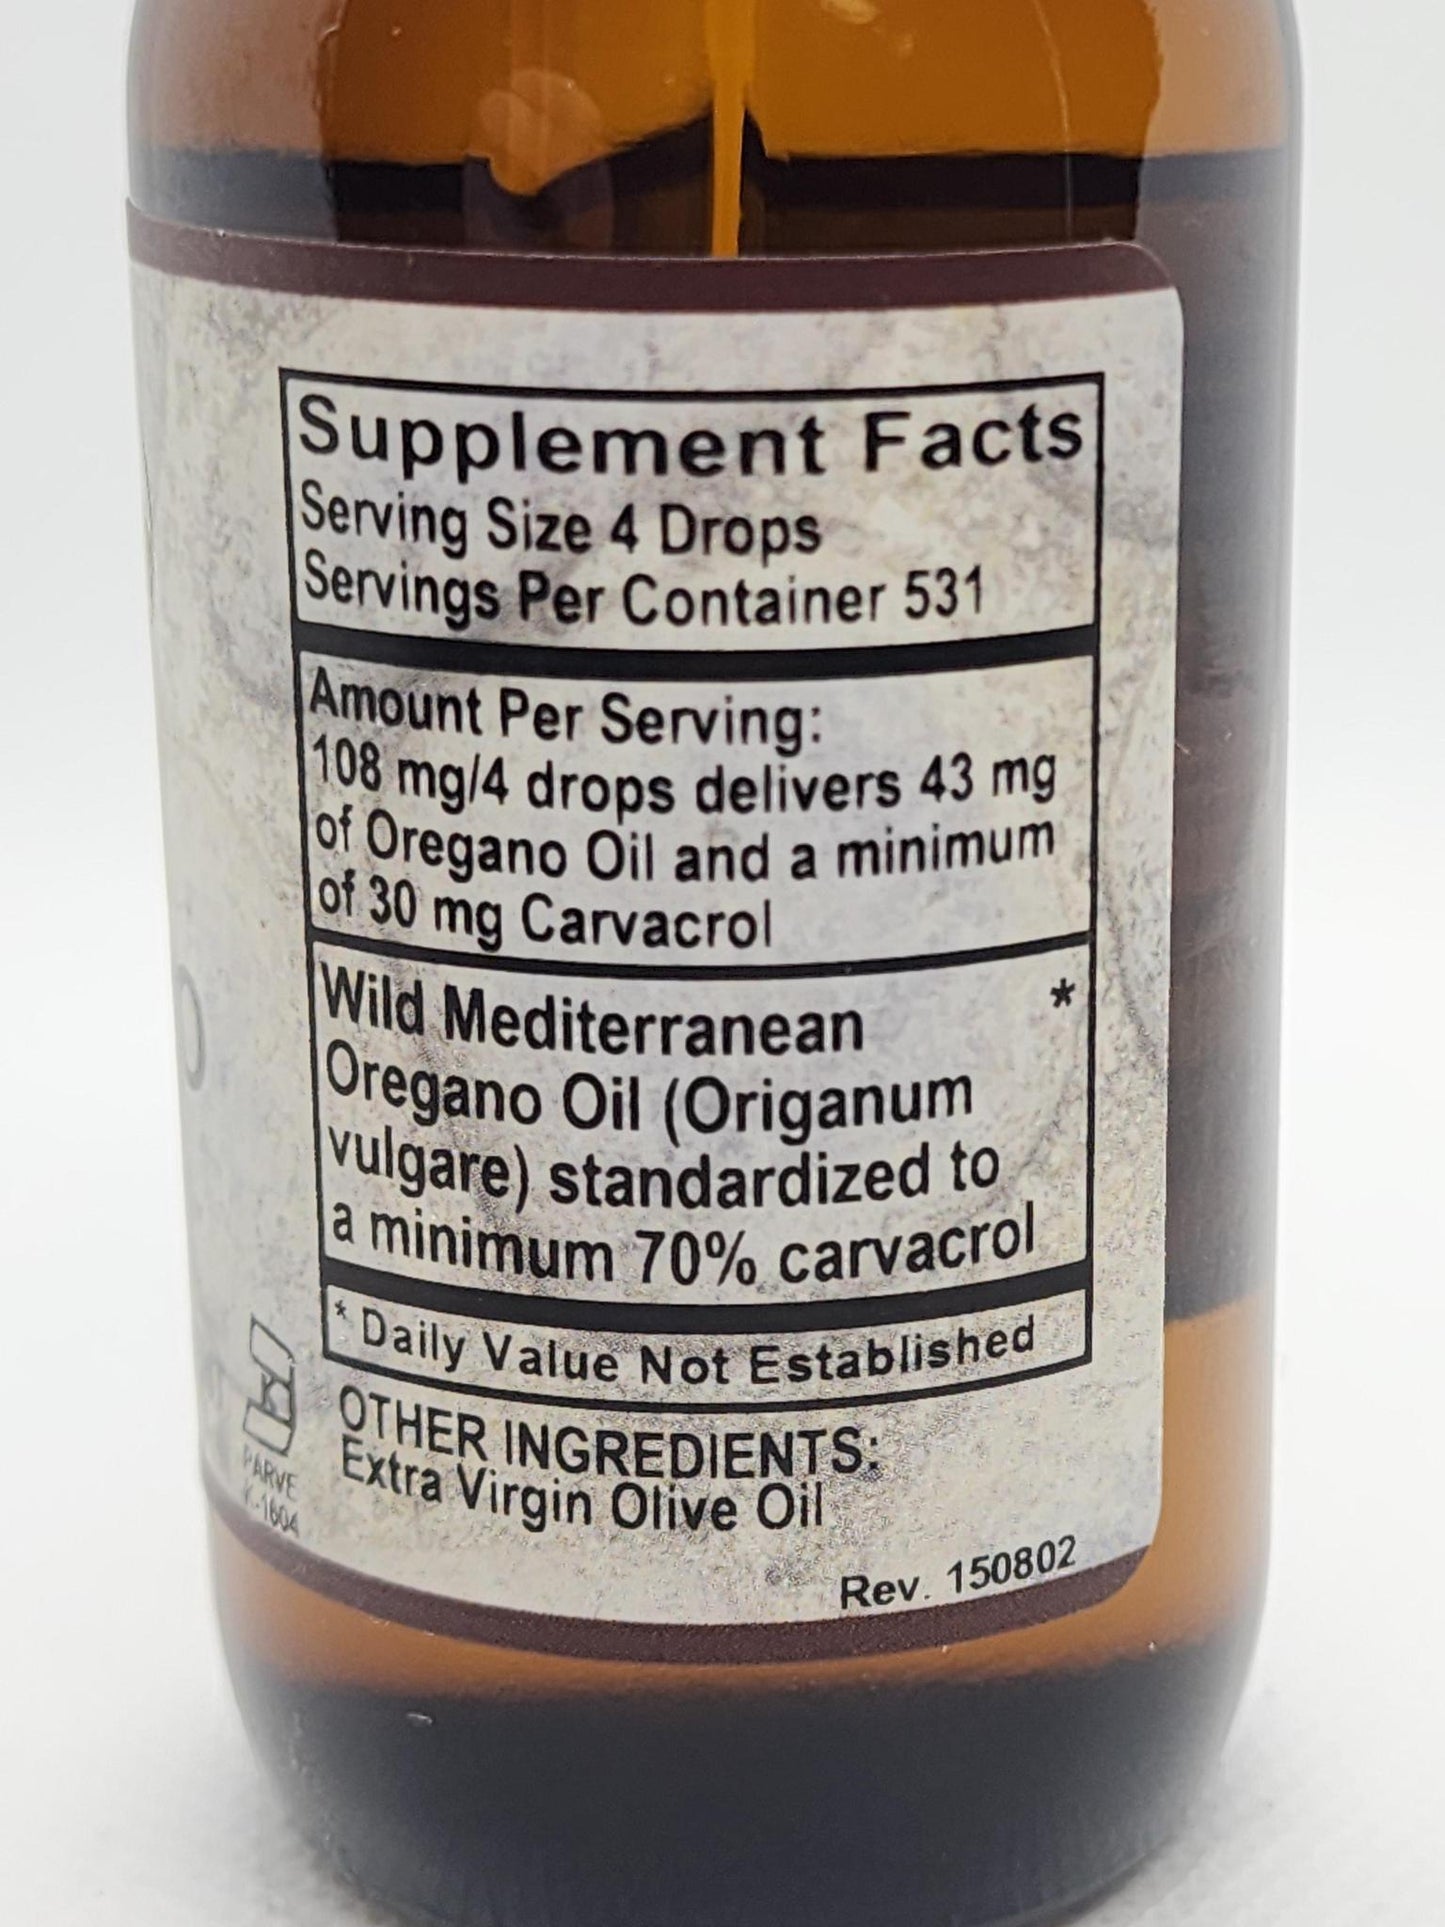 Supplement Facts
Serving Size 4 Drops
Servings Per Container 531
Amount Per Serving:
108 mg/4 drops delivers 43 mg
of Oregano Oil and a minimum
of 30 mg Carvacrol
Wild Mediterranean *
Oregano Oil (Origanum
vulgare) standardized to
a minimum 70% carvacrol
* Daily Value Not Established
OTHER INGREDIENTS:
Extra Virgin Olive Oil
PARVE
K-1604
Rev. 150802